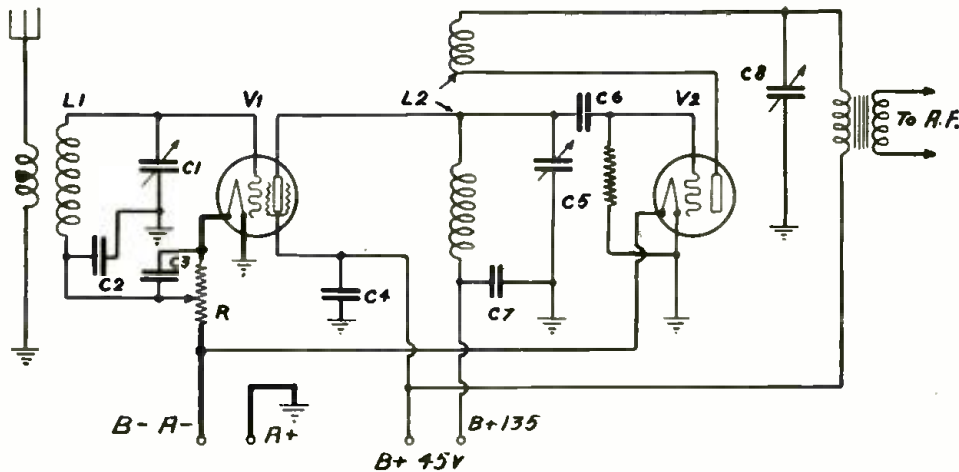 L1
V1
L2
C6
V2
C8
To A.F.
C1
C5
C2
C3
R
C4
C7
B- A-
A+
B+ 45V
B+135